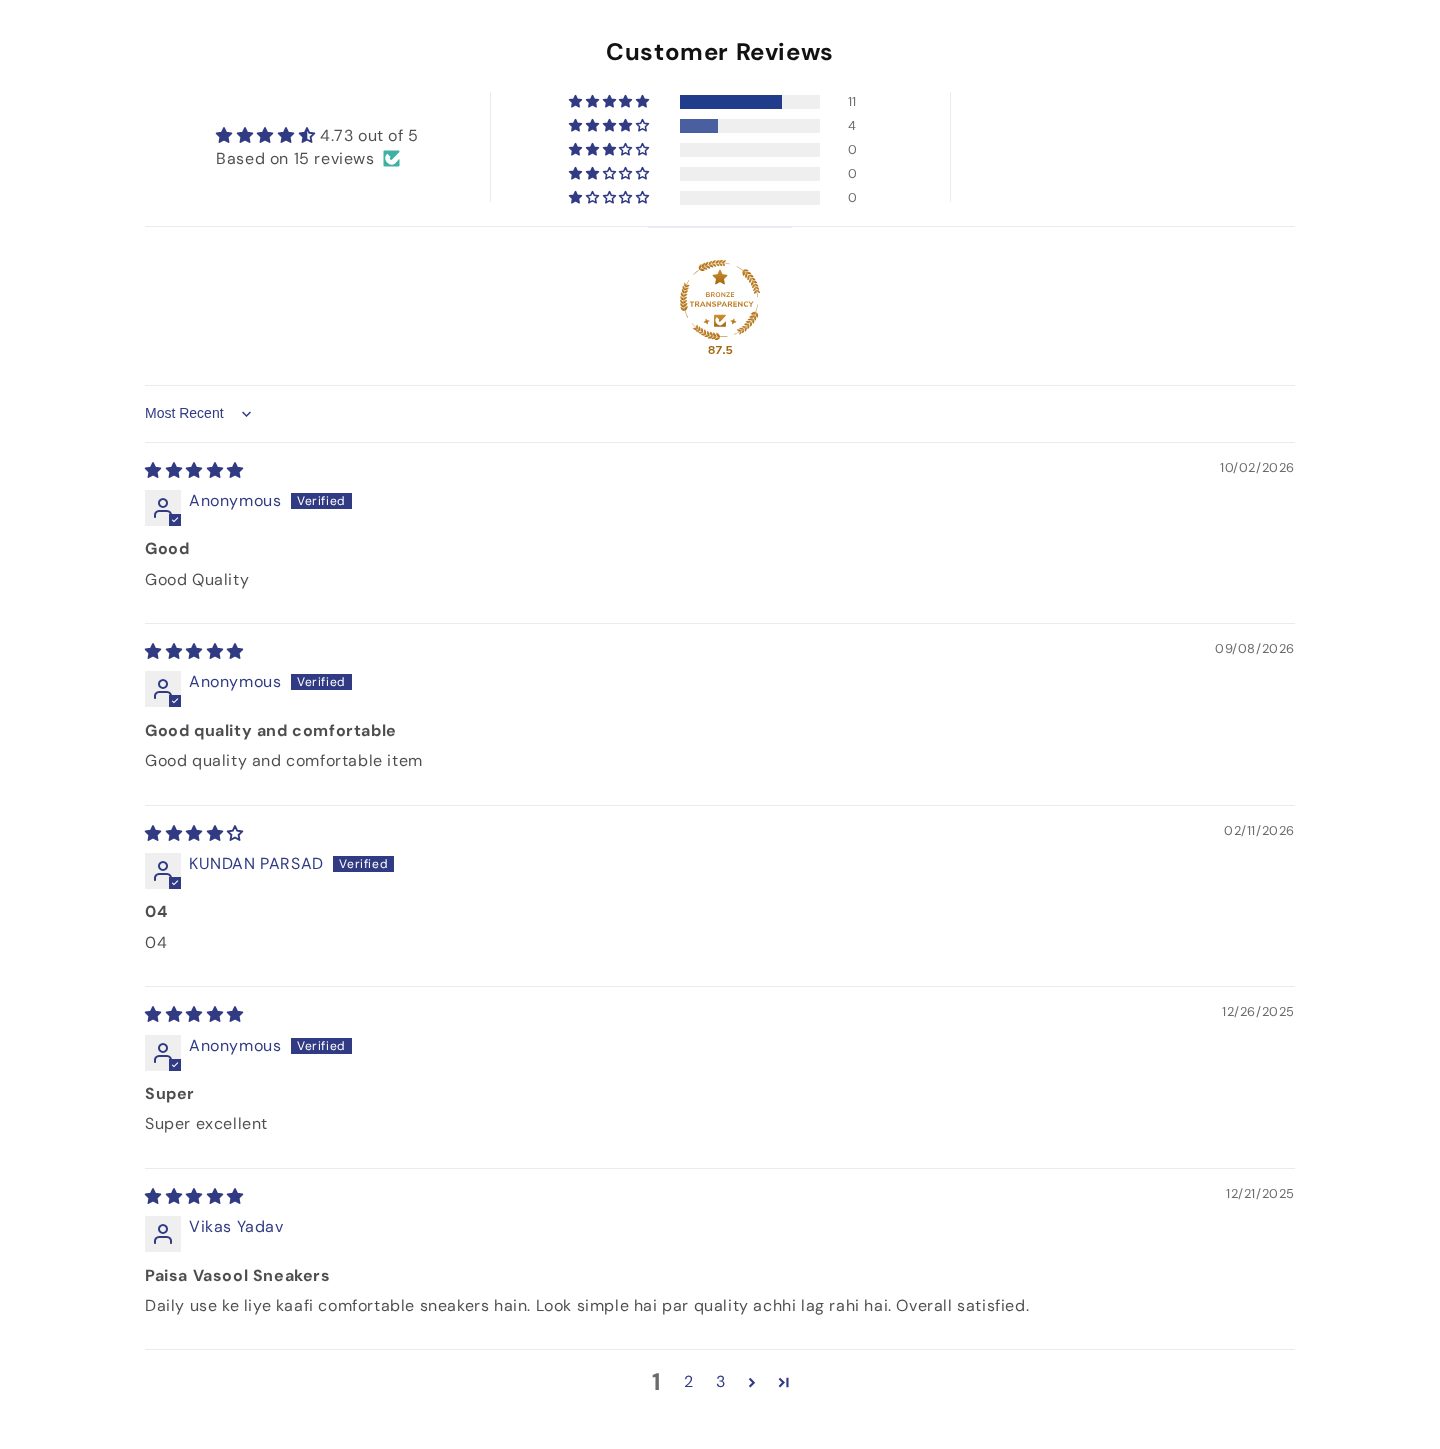 Customer Reviews
4.73 out of 5
Based on 15 reviews
11
4
0
0
0
BRONZE
TRANSPARENCY
87.5
Most Recent
10/02/2026
Anonymous Verified
Good
Good Quality
09/08/2026
Anonymous Verified
Good quality and comfortable
Good quality and comfortable item
02/11/2026
KUNDAN PARSAD Verified
04
04
12/26/2025
Anonymous Verified
Super
Super excellent
12/21/2025
Vikas Yadav
Paisa Vasool Sneakers
Daily use ke liye kaafi comfortable sneakers hain. Look simple hai par quality achhi lag rahi hai. Overall satisfied.
1 2 3